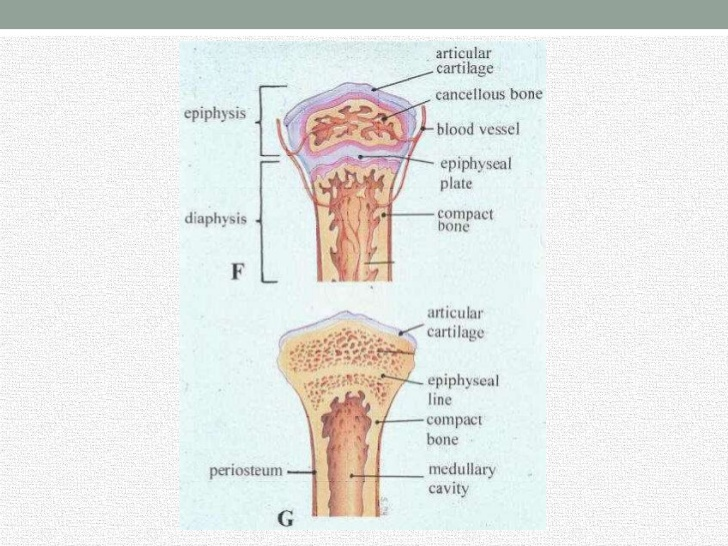 articular
cartilage
epiphysis
cancellous bone
blood vessel
epiphyseal
plate
diaphysis
compact
bone
F
articular
cartilage
epiphyseal
line
compact
bone
periosteum
medullary
cavity
G